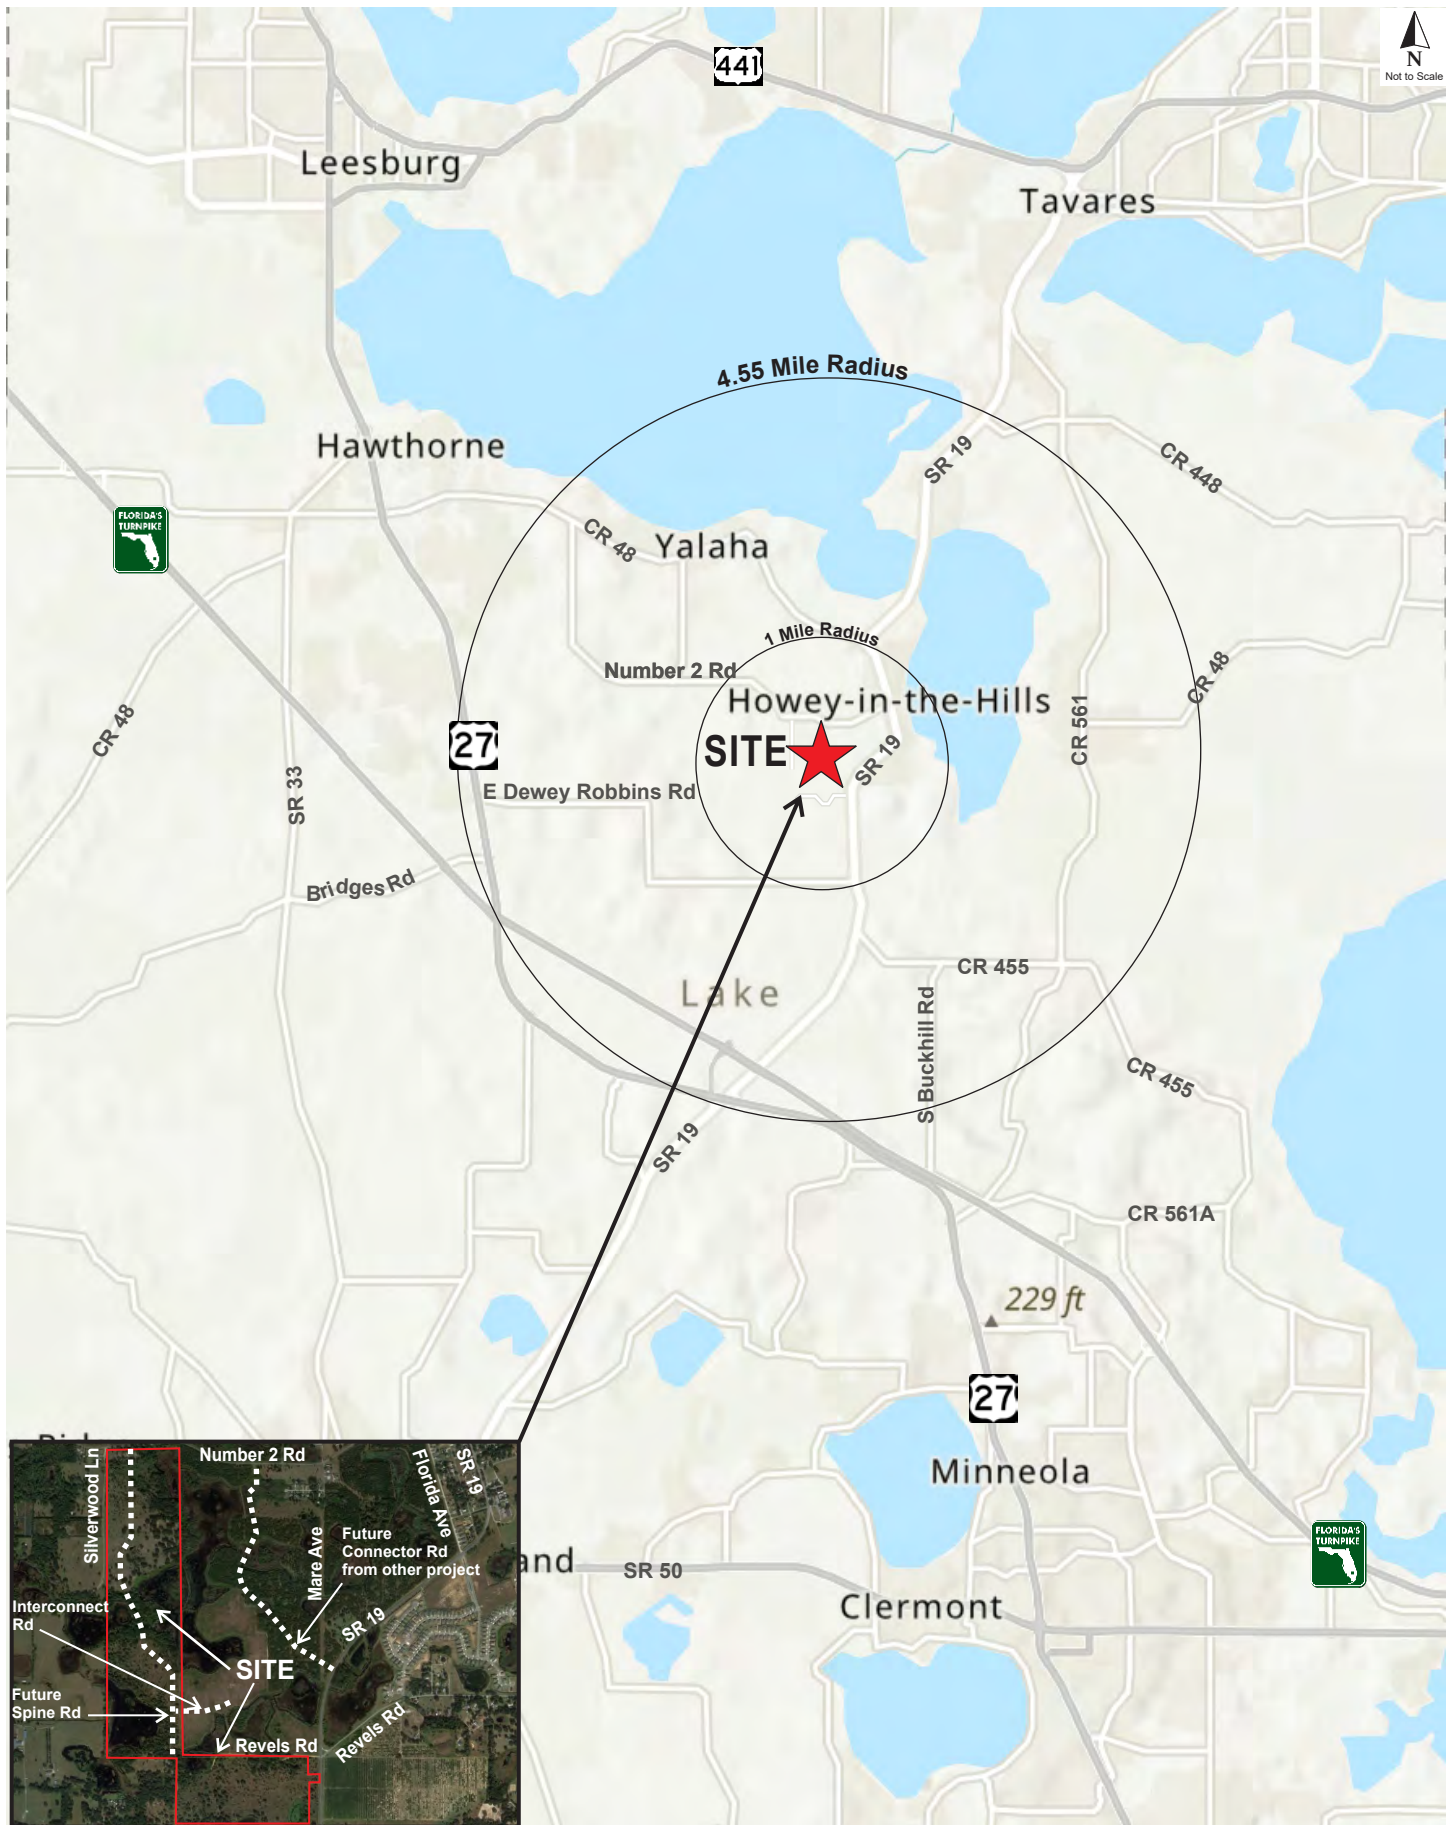 441
N
Not to Scale
Leesburg
Tavares
4.55 Mile Radius
Hawthorne
SR 19
CR 448
FLORIDA'S
TURNPIKE
CR 48
Yalaha
1 Mile Radius
Number 2 Rd
CR 48
Howey-in-the-Hills
CR 48
27
SITE
SR 19
CR 561
SR 33
E Dewey Robbins Rd
Bridges Rd
CR 455
Lake
S Buckhill Rd
CR 455
SR 19
CR 561A
229 ft
27
Minneola
Silverwood Ln
Number 2 Rd
Florida Ave
SR 19
Mare Ave
Future
Connector Rd
from other project
and
SR 50
FLORIDA'S
TURNPIKE
Interconnect
Rd
SR 19
Clermont
SITE
Future
Spine Rd
Revels Rd
Revels Rd